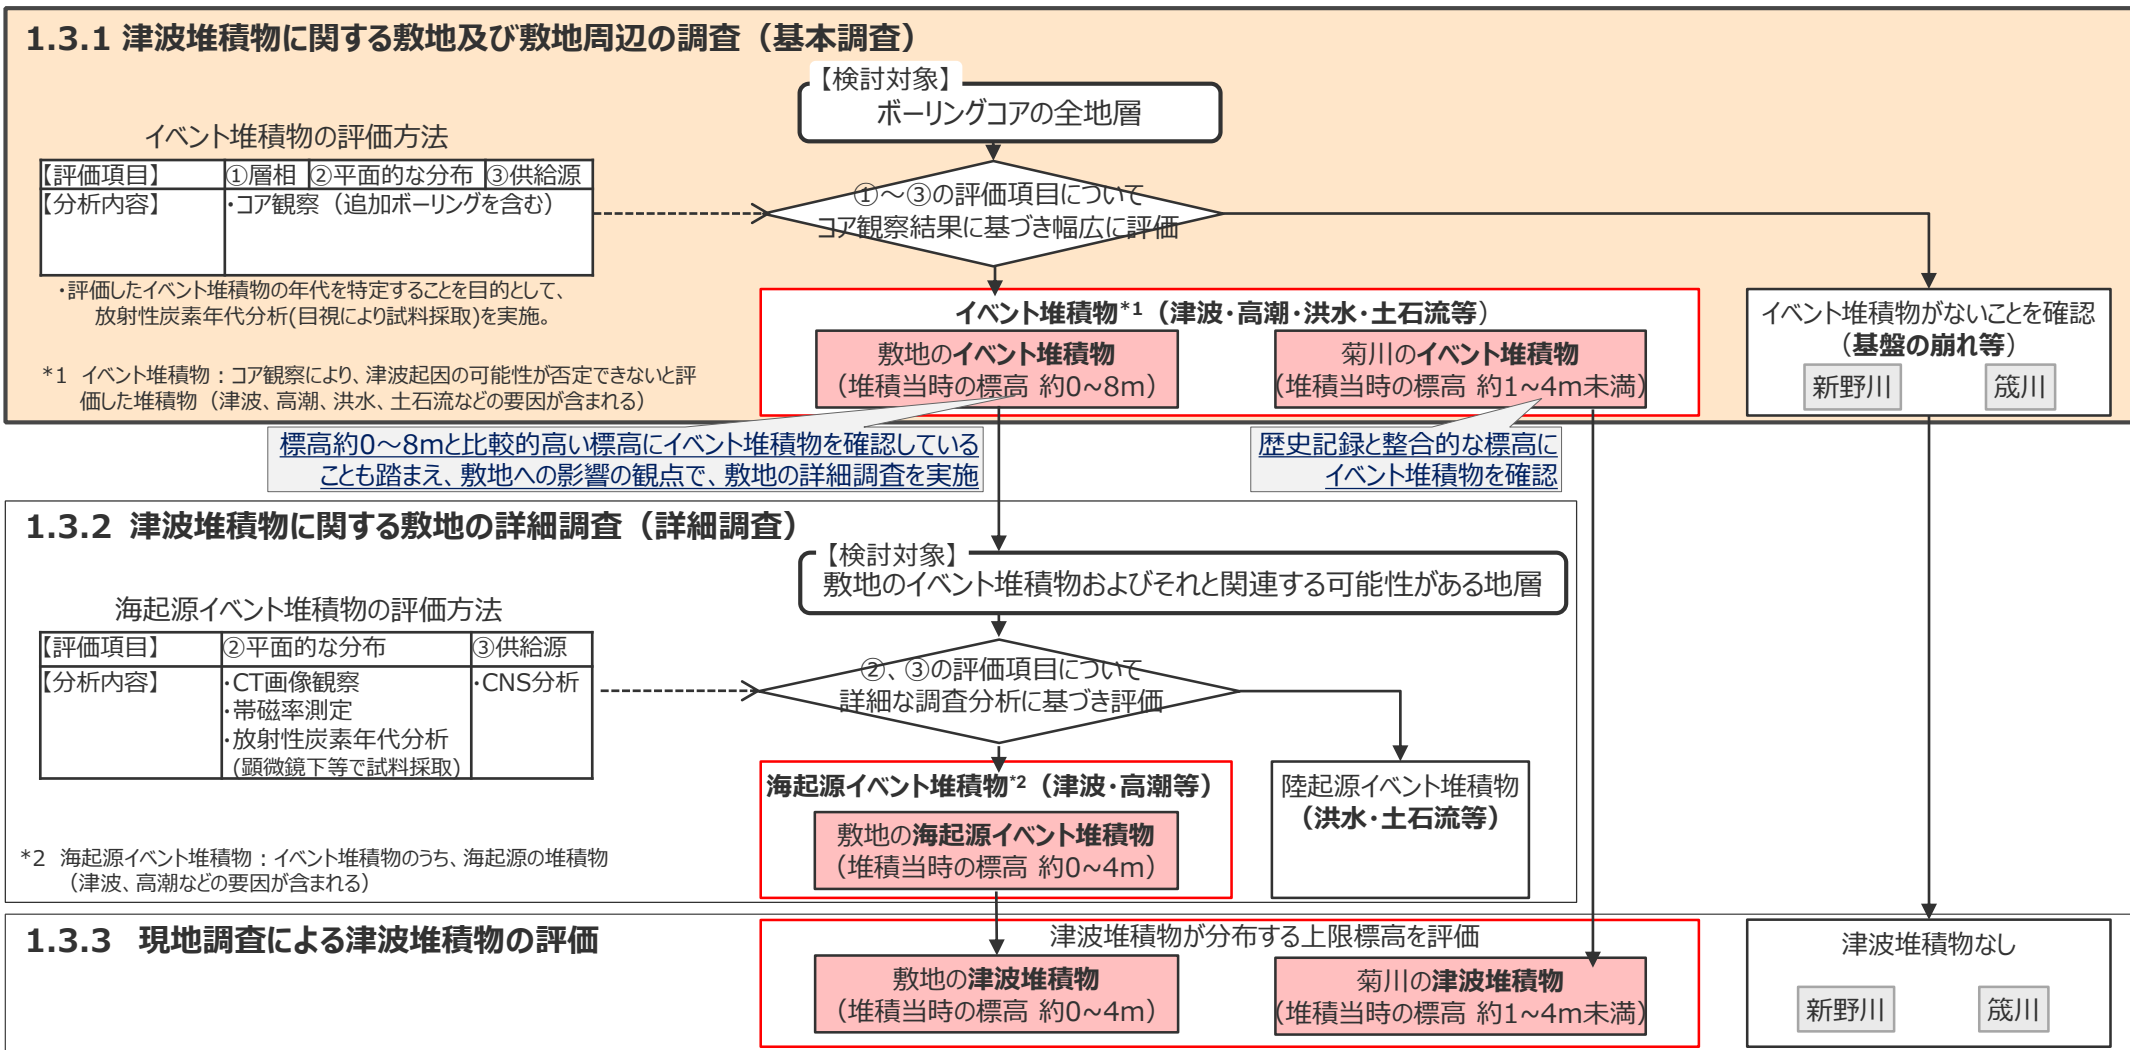 1.3.1 津波堆積物に関する敷地及び敷地周辺の調査（基本調査）
【検討対象】
ボーリングコアの全地層
イベント堆積物の評価方法
【評価項目】 ①層相 ②平面的な分布 ③供給源
【分析内容】 ・コア観察（追加ボーリングを含む）
①～③の評価項目について
コア観察結果に基づき幅広に評価
・評価したイベント堆積物の年代を特定することを目的として、
放射性炭素年代分析(目視により試料採取)を実施。
イベント堆積物*1（津波・高潮・洪水・土石流等）
敷地のイベント堆積物
（堆積当時の標高 約0~8m）
菊川のイベント堆積物
（堆積当時の標高 約1~4m未満）
イベント堆積物がないことを確認
（基盤の崩れ等）
新野川 筬川
*1 イベント堆積物：コア観察により、津波起因の可能性が否定できないと評
価した堆積物（津波、高潮、洪水、土石流などの要因が含まれる）
標高約0～8mと比較的高い標高にイベント堆積物を確認している
ことも踏まえ、敷地への影響の観点で、敷地の詳細調査を実施
歴史記録と整合的な標高に
イベント堆積物を確認
1.3.2 津波堆積物に関する敷地の詳細調査（詳細調査）
【検討対象】
敷地のイベント堆積物およびそれと関連する可能性がある地層
海起源イベント堆積物の評価方法
【評価項目】 ②平面的な分布 ③供給源
【分析内容】 ・CT画像観察 ・CNS分析
・帯磁率測定
・放射性炭素年代分析
(顕微鏡下等で試料採取)
②、③の評価項目について
詳細な調査分析に基づき評価
海起源イベント堆積物*2（津波・高潮等）
敷地の海起源イベント堆積物
（堆積当時の標高 約0~4m）
陸起源イベント堆積物
（洪水・土石流等）
*2 海起源イベント堆積物：イベント堆積物のうち、海起源の堆積物
（津波、高潮などの要因が含まれる）
1.3.3 現地調査による津波堆積物の評価
津波堆積物が分布する上限標高を評価
敷地の津波堆積物
（堆積当時の標高 約0~4m）
菊川の津波堆積物
（堆積当時の標高 約1~4m未満）
津波堆積物なし
新野川 筬川